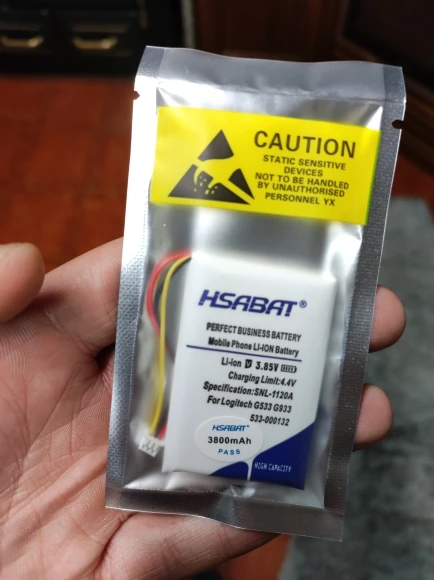 CAUTION
STATIC SENSITIVE
DEVICES
NOT TO BE HANDLED
BY UNAUTHORISED
PERSONNEL YX
HSABAT®
PERFECT BUSINESS BATTERY
Mobile Phone LI-ION Battery
Li-ion V 3.85V
Charging Limit:4.4V
Specification:SNL-1120A
For Logitech G533 G933
533-000132
HSABAT®
3800mAh
PASS
HIGH CAPACITY